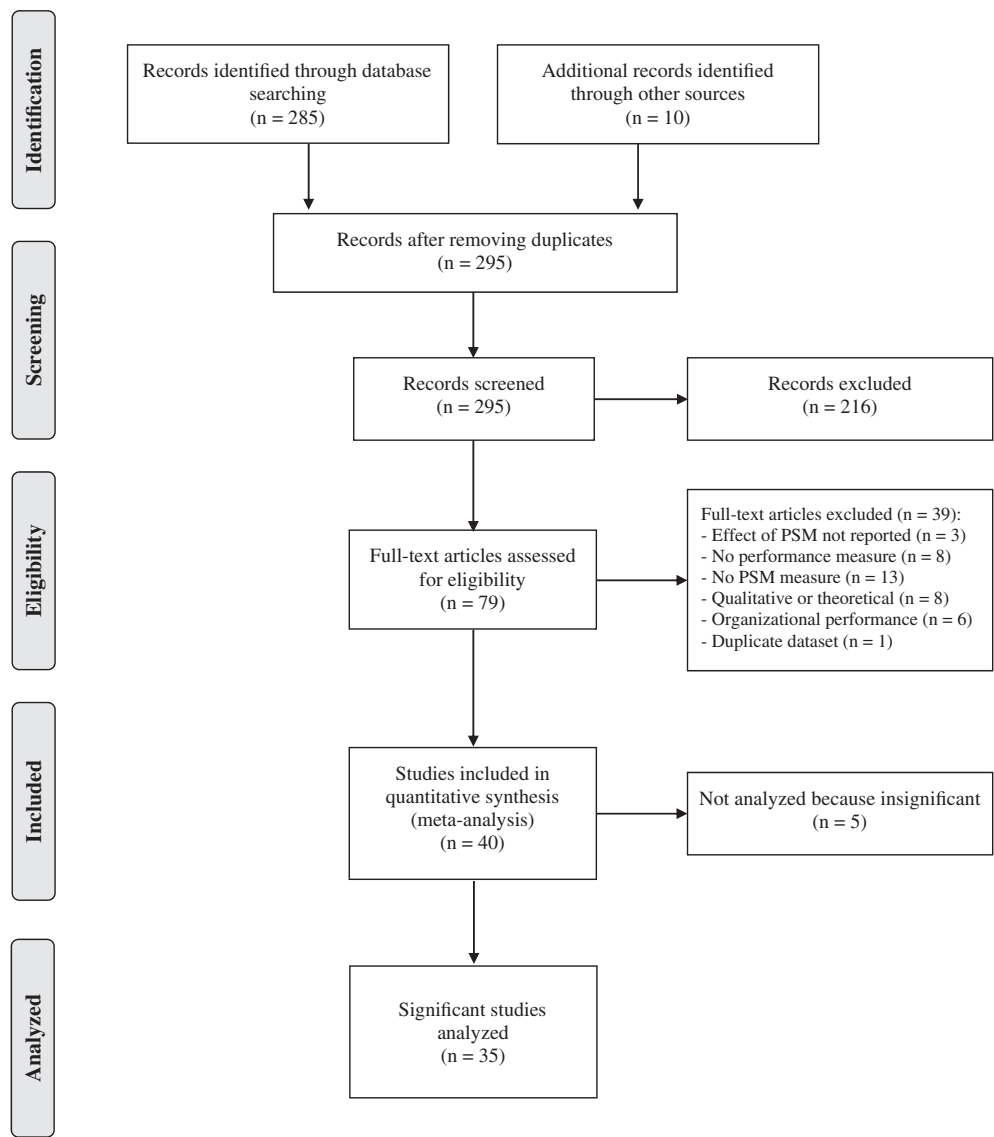 Identification
Records identified through database
searching
(n = 285)
Additional records identified
through other sources
(n = 10)
Records after removing duplicates
(n = 295)
Screening
Records screened
(n = 295)
Records excluded
(n = 216)
Eligibility
Full-text articles assessed
for eligibility
(n = 79)
Full-text articles excluded (n = 39):
- Effect of PSM not reported (n = 3)
- No performance measure (n = 8)
- No PSM measure (n = 13)
- Qualitative or theoretical (n = 8)
- Organizational performance (n = 6)
- Duplicate dataset (n = 1)
Included
Studies included in
quantitative synthesis
(meta-analysis)
(n = 40)
Not analyzed because insignificant
(n = 5)
Analyzed
Significant studies
analyzed
(n = 35)